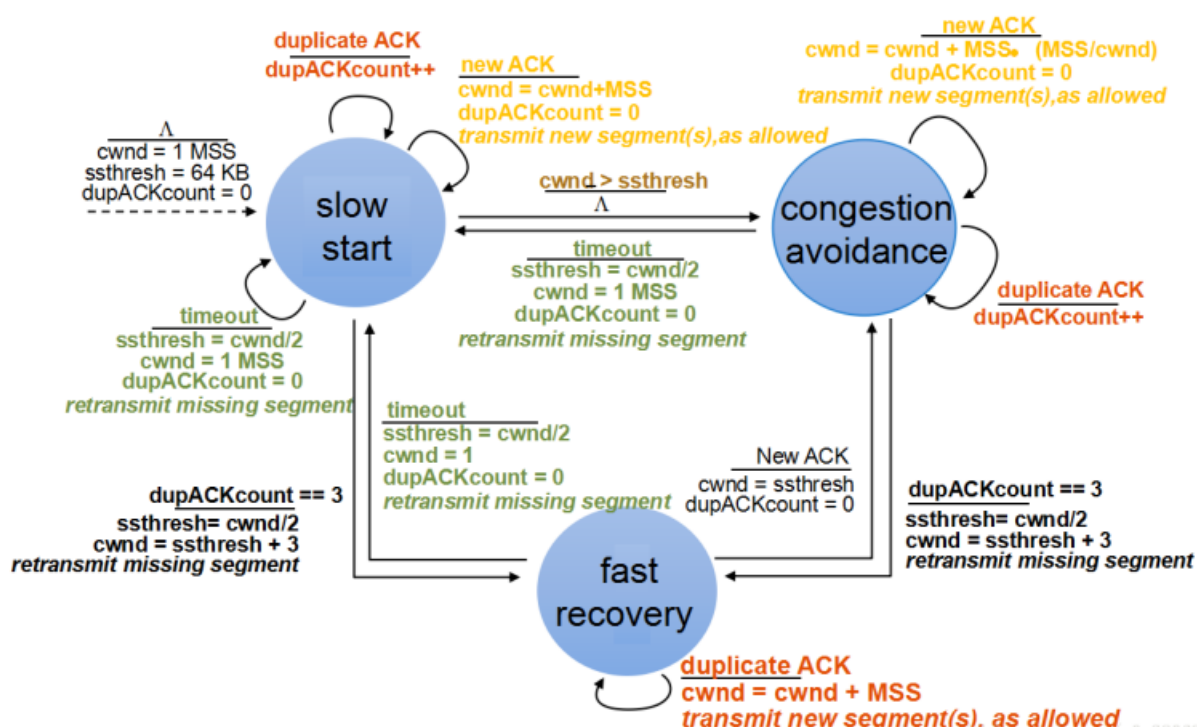 duplicate ACK
dupACKcount++
new ACK
cwnd = cwnd+MSS
dupACKcount = 0
transmit new segment(s),as allowed
new ACK
cwnd = cwnd + MSS • (MSS/cwnd)
dupACKcount = 0
transmit new segment(s),as allowed
Λ
cwnd = 1 MSS
ssthresh = 64 KB
dupACKcount = 0
slow
start
cwnd > ssthresh
Λ
congestion
avoidance
timeout
ssthresh = cwnd/2
cwnd = 1 MSS
dupACKcount = 0
retransmit missing segment
duplicate ACK
dupACKcount++
timeout
ssthresh = cwnd/2
cwnd = 1 MSS
dupACKcount = 0
retransmit missing segment
timeout
ssthresh = cwnd/2
cwnd = 1
dupACKcount = 0
retransmit missing segment
New ACK
cwnd = ssthresh
dupACKcount = 0
dupACKcount == 3
ssthresh= cwnd/2
cwnd = ssthresh + 3
retransmit missing segment
dupACKcount == 3
ssthresh= cwnd/2
cwnd = ssthresh + 3
retransmit missing segment
fast
recovery
duplicate ACK
cwnd = cwnd + MSS
transmit new segment(s), as allowed